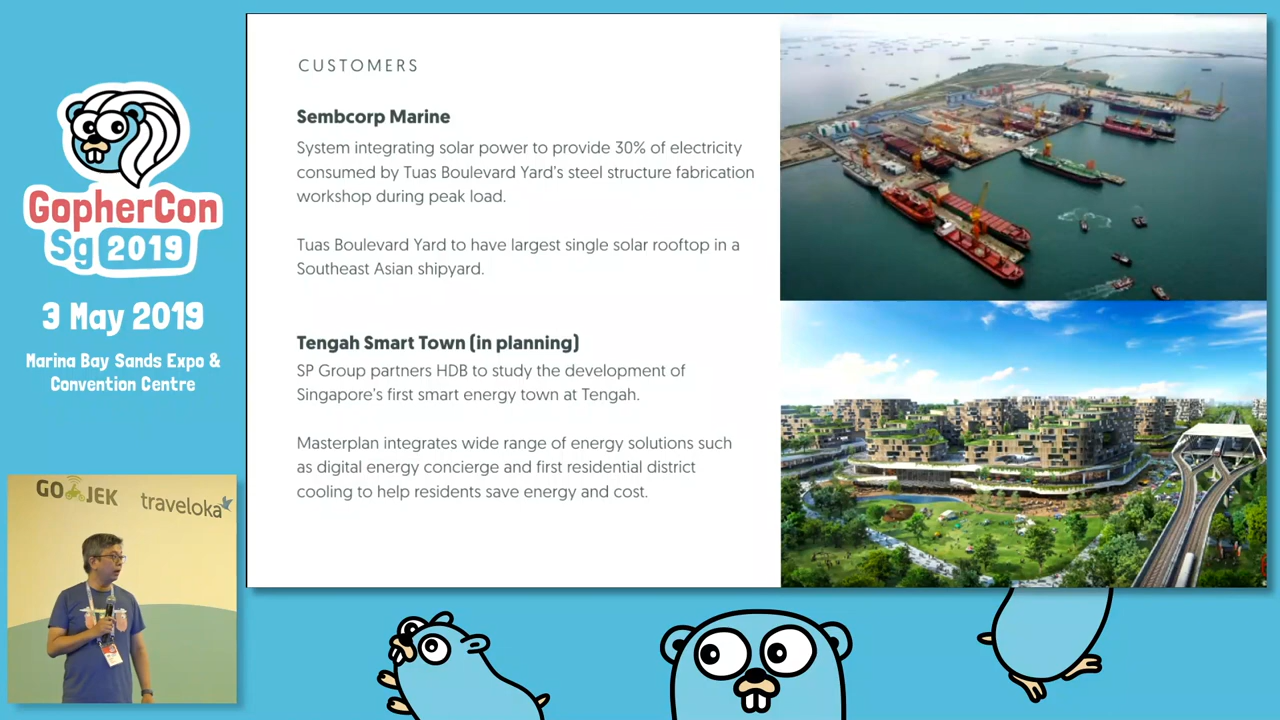 GopherCon
Sg 2019
3 May 2019
Marina Bay Sands Expo &
Convention Centre
GO JEK
traveloka
CUSTOMERS
Sembcorp Marine
System integrating solar power to provide 30% of electricity
consumed by Tuas Boulevard Yard's steel structure fabrication
workshop during peak load.
Tuas Boulevard Yard to have largest single solar rooftop in a
Southeast Asian shipyard.
Tengah Smart Town (in planning)
SP Group partners HDB to study the development of
Singapore's first smart energy town at Tengah.
Masterplan integrates wide range of energy solutions such
as digital energy concierge and first residential district
cooling to help residents save energy and cost.